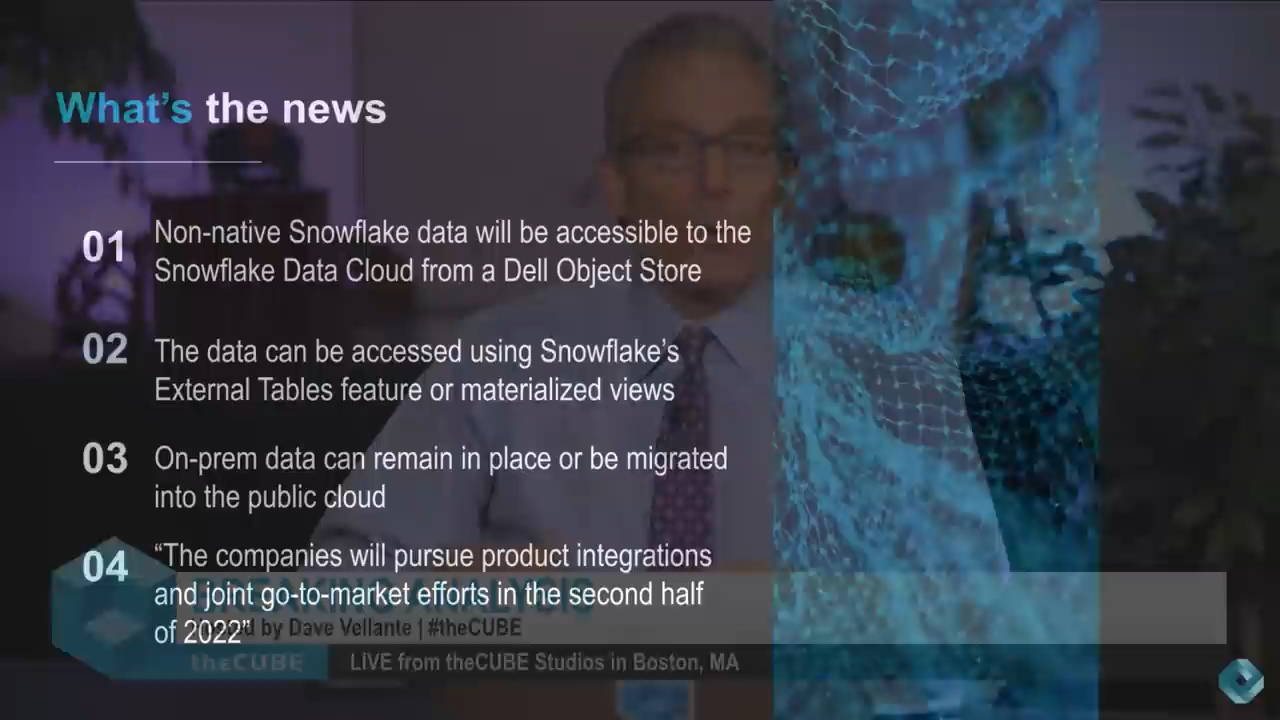 What's the news
01 Non-native Snowflake data will be accessible to the
Snowflake Data Cloud from a Dell Object Store
02 The data can be accessed using Snowflake's
External Tables feature or materialized views
03 On-prem data can remain in place or be migrated
into the public cloud
04 “The companies will pursue product integrations
and joint go-to-market efforts in the second half
of 2022”
BREAKING ANALYSIS
by Dave Vellante | #theCUBE
theCUBE
LIVE from theCUBE Studios in Boston, MA